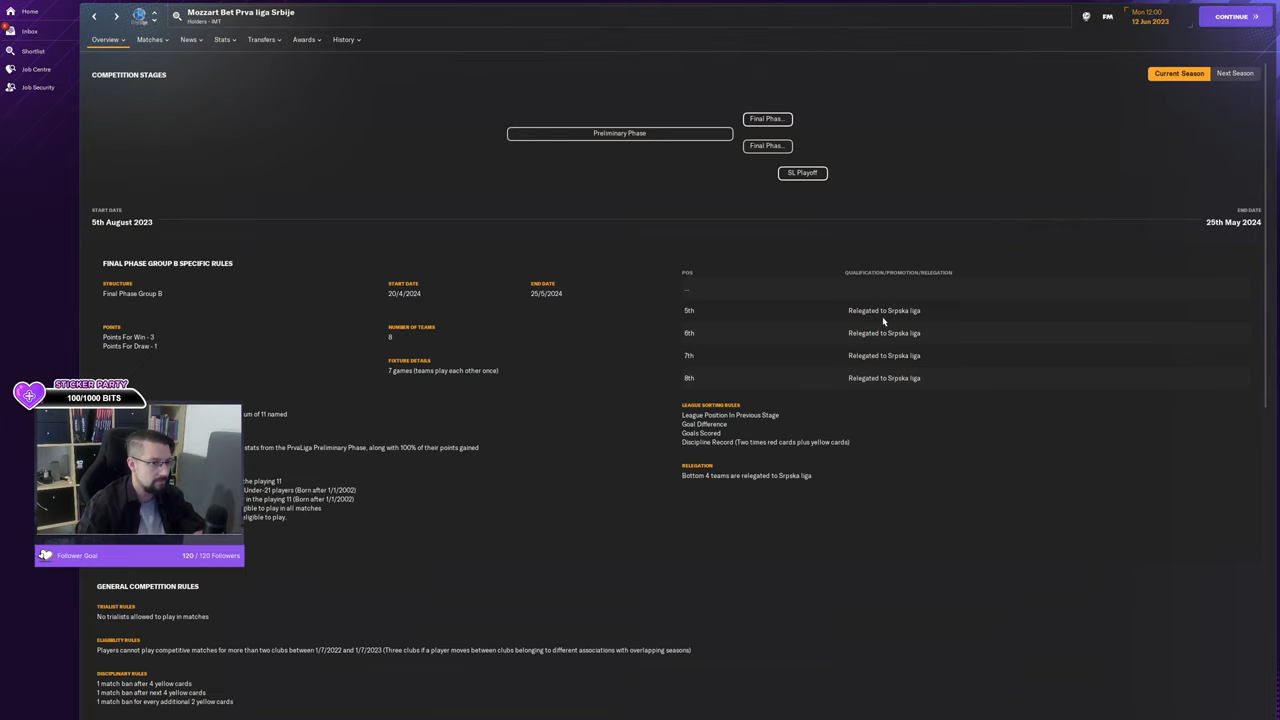 Home
Inbox
Shortlist
Job Centre
Job Security
Mozzart Bet Prva liga Srbije
Holders - IMT
FM
Mon 12:00
12 Jun 2023
CONTINUE
Overview
Matches
News
Stats
Transfers
Awards
History
COMPETITION STAGES
Current Season
Next Season
Preliminary Phase
Final Phas...
Final Phas...
SL Playoff
START DATE
5th August 2023
END DATE
25th May 2024
FINAL PHASE GROUP B SPECIFIC RULES
STRUCTURE
Final Phase Group B
START DATE
20/4/2024
END DATE
25/5/2024
POINTS
Points For Win - 3
Points For Draw - 1
NUMBER OF TEAMS
8
FIXTURE DETAILS
7 games (teams play each other once)
um of 11 named
stats from the PrvaLiga Preliminary Phase, along with 100% of their points gained
he playing 11
Under-21 players (Born after 1/1/2002)
in the playing 11 (Born after 1/1/2002)
gible to play in all matches
igible to play.
POS
QUALIFICATION/PROMOTION/RELEGATION
...
5th Relegated to Srpska liga
6th Relegated to Srpska liga
7th Relegated to Srpska liga
8th Relegated to Srpska liga
LEAGUE SORTING RULES
League Position In Previous Stage
Goal Difference
Goals Scored
Discipline Record (Two times red cards plus yellow cards)
RELEGATION
Bottom 4 teams are relegated to Srpska liga
STICKER PARTY
100/1000 BITS
Follower Goal
120 / 120 Followers
GENERAL COMPETITION RULES
TRIALIST RULES
No trialists allowed to play in matches
ELIGIBILITY RULES
Players cannot play competitive matches for more than two clubs between 1/7/2022 and 1/7/2023 (Three clubs if a player moves between clubs belonging to different associations with overlapping seasons)
DISCIPLINARY RULES
1 match ban after 4 yellow cards
1 match ban after next 4 yellow cards
1 match ban for every additional 2 yellow cards